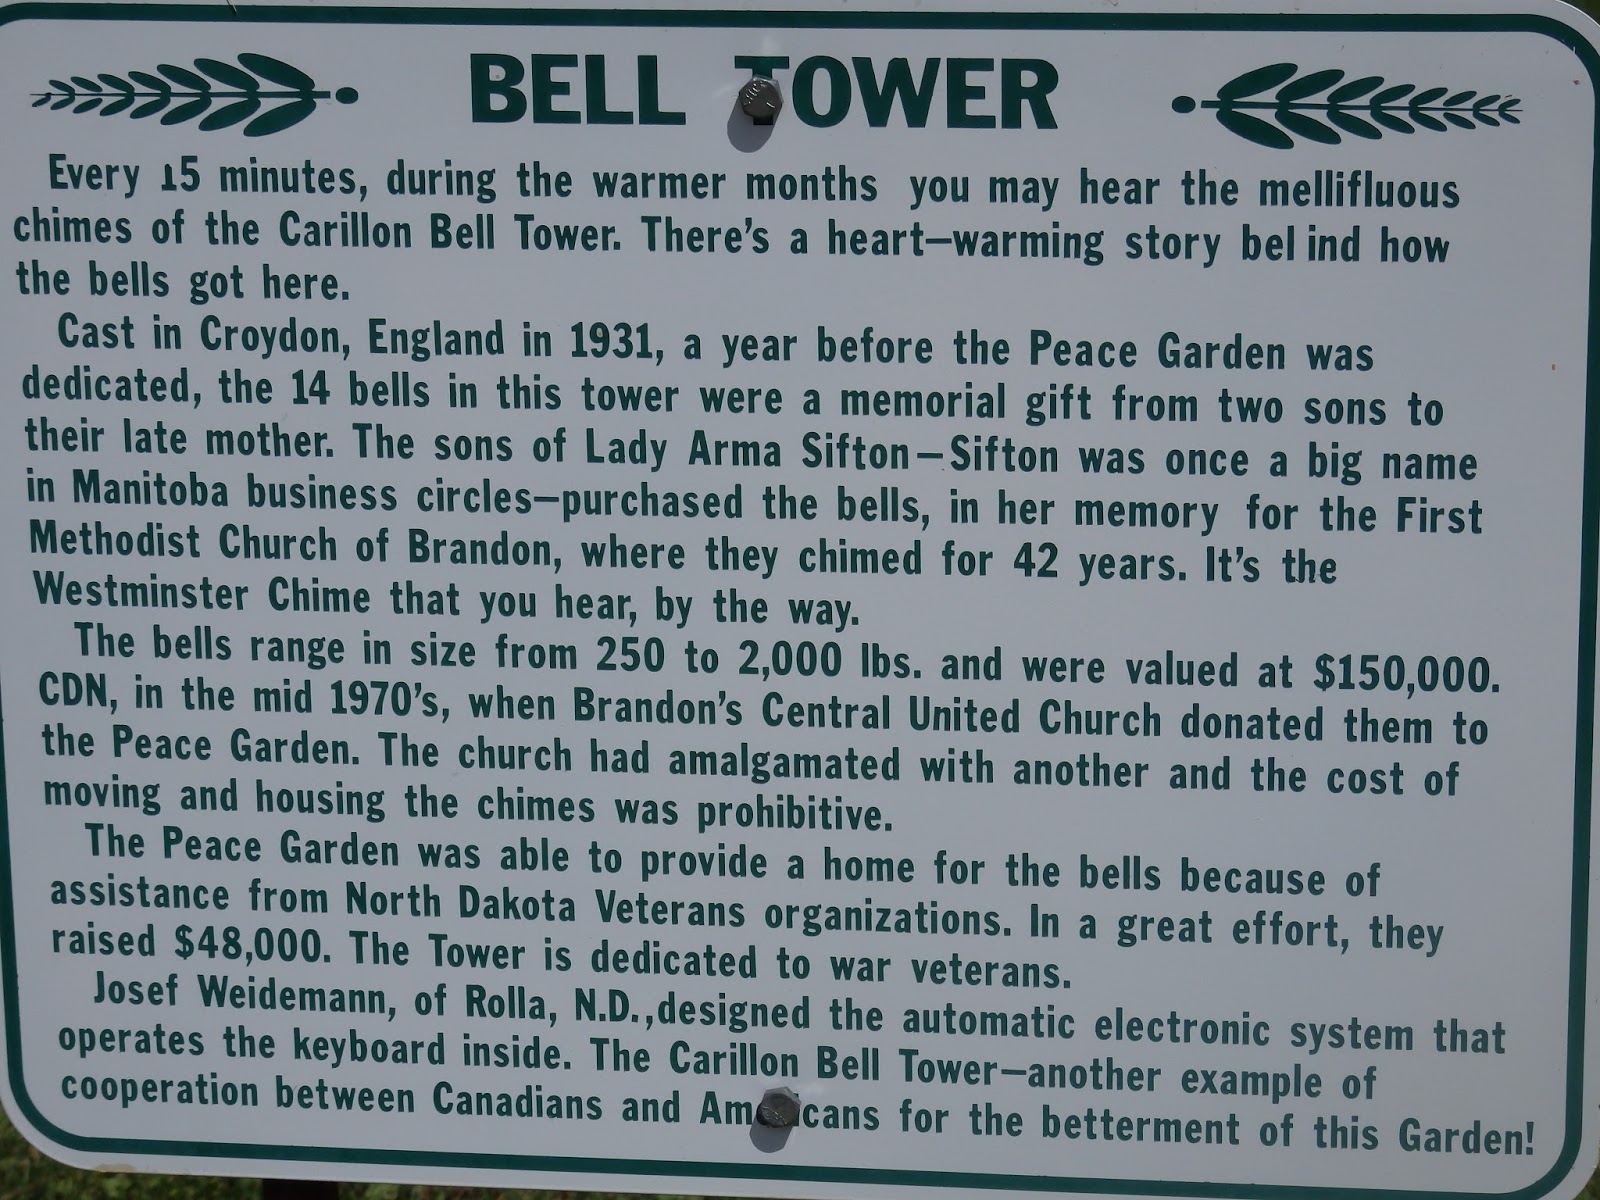 BELL TOWER
Every 15 minutes, during the warmer months you may hear the mellifluous
chimes of the Carillon Bell Tower. There's a heart—warming story bel ind how
the bells got here.
Cast in Croydon, England in 1931, a year before the Peace Garden was
dedicated, the 14 bells in this tower were a memorial gift from two sons to
their late mother. The sons of Lady Arma Sifton—Sifton was once a big name
in Manitoba business circles—purchased the bells, in her memory for the First
Methodist Church of Brandon, where they chimed for 42 years. It's the
Westminster Chime that you hear, by the way.
The bells range in size from 250 to 2,000 lbs. and were valued at $150,000.
CDN, in the mid 1970's, when Brandon's Central United Church donated them to
the Peace Garden. The church had amalgamated with another and the cost of
moving and housing the chimes was prohibitive.
The Peace Garden was able to provide a home for the bells because of
assistance from North Dakota Veterans organizations. In a great effort, they
raised $48,000. The Tower is dedicated to war veterans.
Josef Weidemann, of Rolla, N.D.,designed the automatic electronic system that
operates the keyboard inside. The Carillon Bell Tower—another example of
cooperation between Canadians and Americans for the betterment of this Garden!